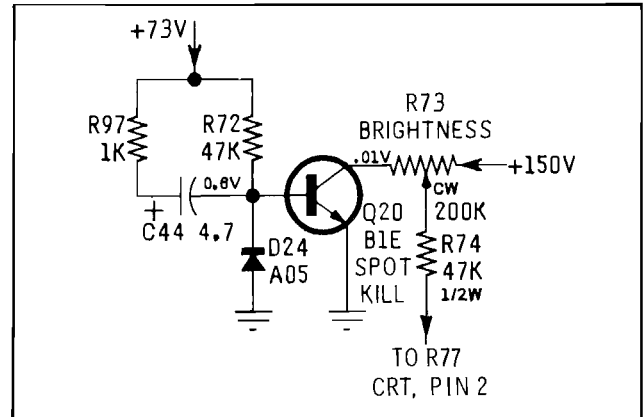 +73V
R97
1K
R72
47K
+
C44 4.7
0.6V
D24
A05
R73
BRIGHTNESS
.01V
+150V
CW
200K
Q20
B1E
SPOT
KILL
R74
47K
1/2W
TO R77
CRT, PIN 2